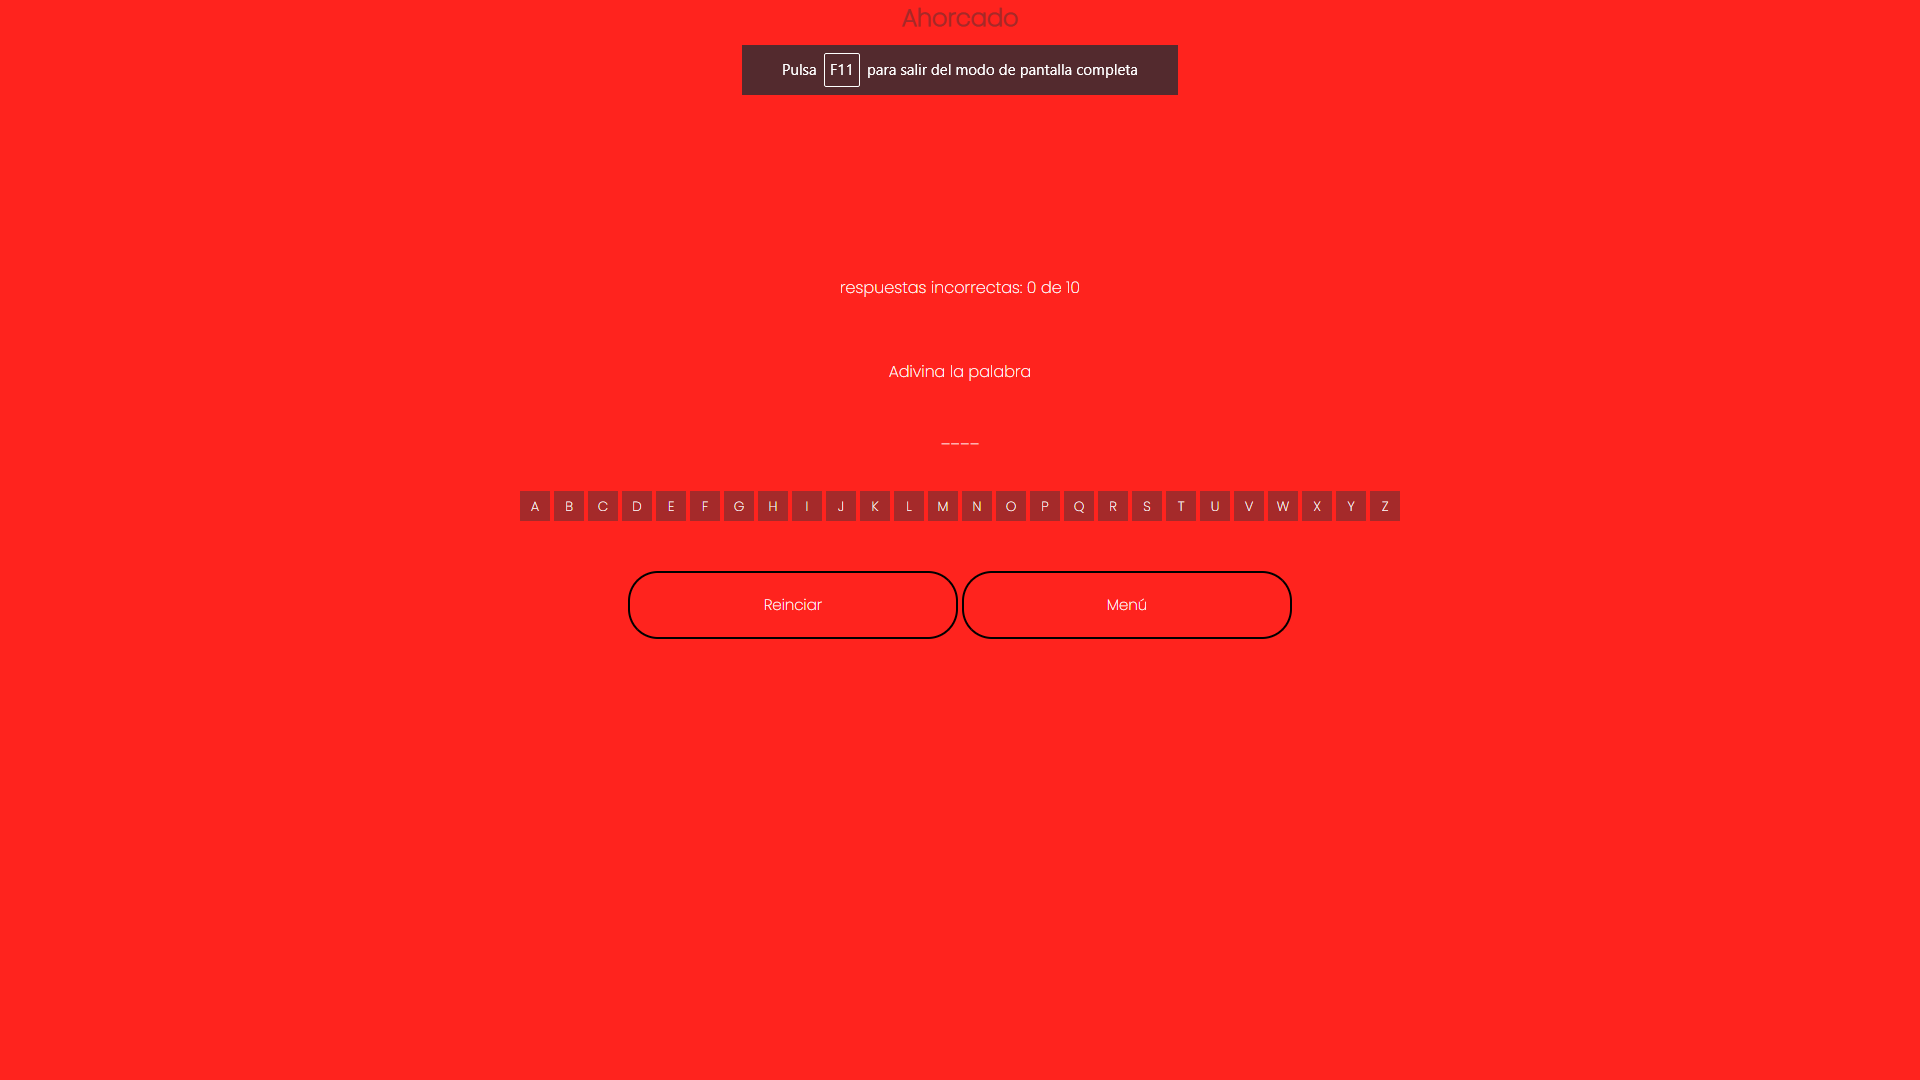 Ahorcado
Pulsa F11 para salir del modo de pantalla completa
respuestas incorrectas: 0 de 10
Adivina la palabra
____
A B C D E F G H I J K L M N O P Q R S T U V W X Y Z
Reinciar Menú